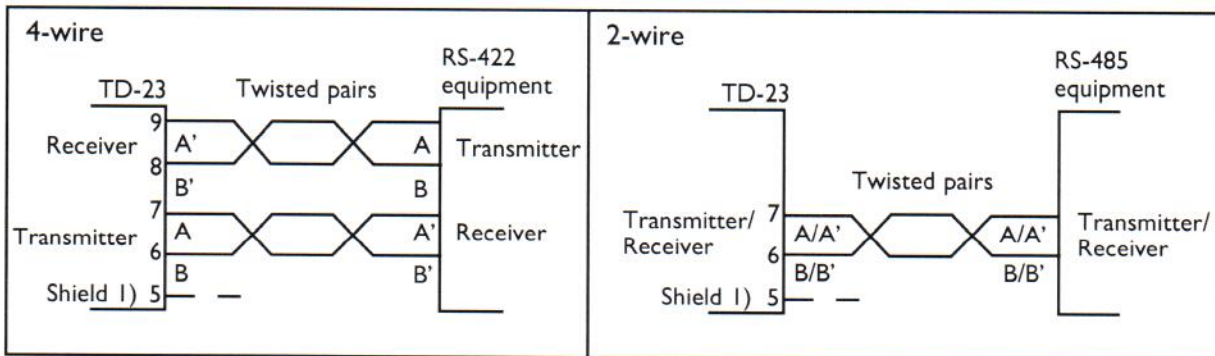 4-wire
TD-23
Twisted pairs
RS-422
equipment
9
Receiver
A'
A
Transmitter
8
B'
B
7
Transmitter
A
A'
Receiver
6
B
B'
Shield 1) 5
2-wire
TD-23
RS-485
equipment
Twisted pairs
7
Transmitter/
Receiver
A/A'
A/A'
Transmitter/
Receiver
6
B/B'
B/B'
Shield 1) 5